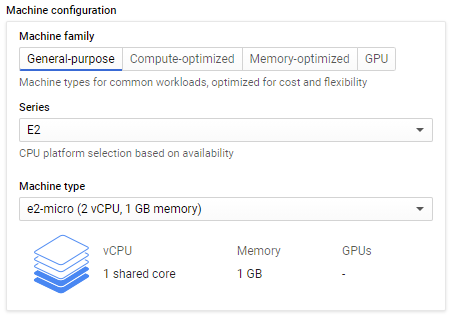 Machine configuration
Machine family
General-purpose Compute-optimized Memory-optimized GPU
Machine types for common workloads, optimized for cost and flexibility
Series
E2
CPU platform selection based on availability
Machine type
e2-micro (2 vCPU, 1 GB memory)
vCPU Memory GPUs
1 shared core 1 GB -